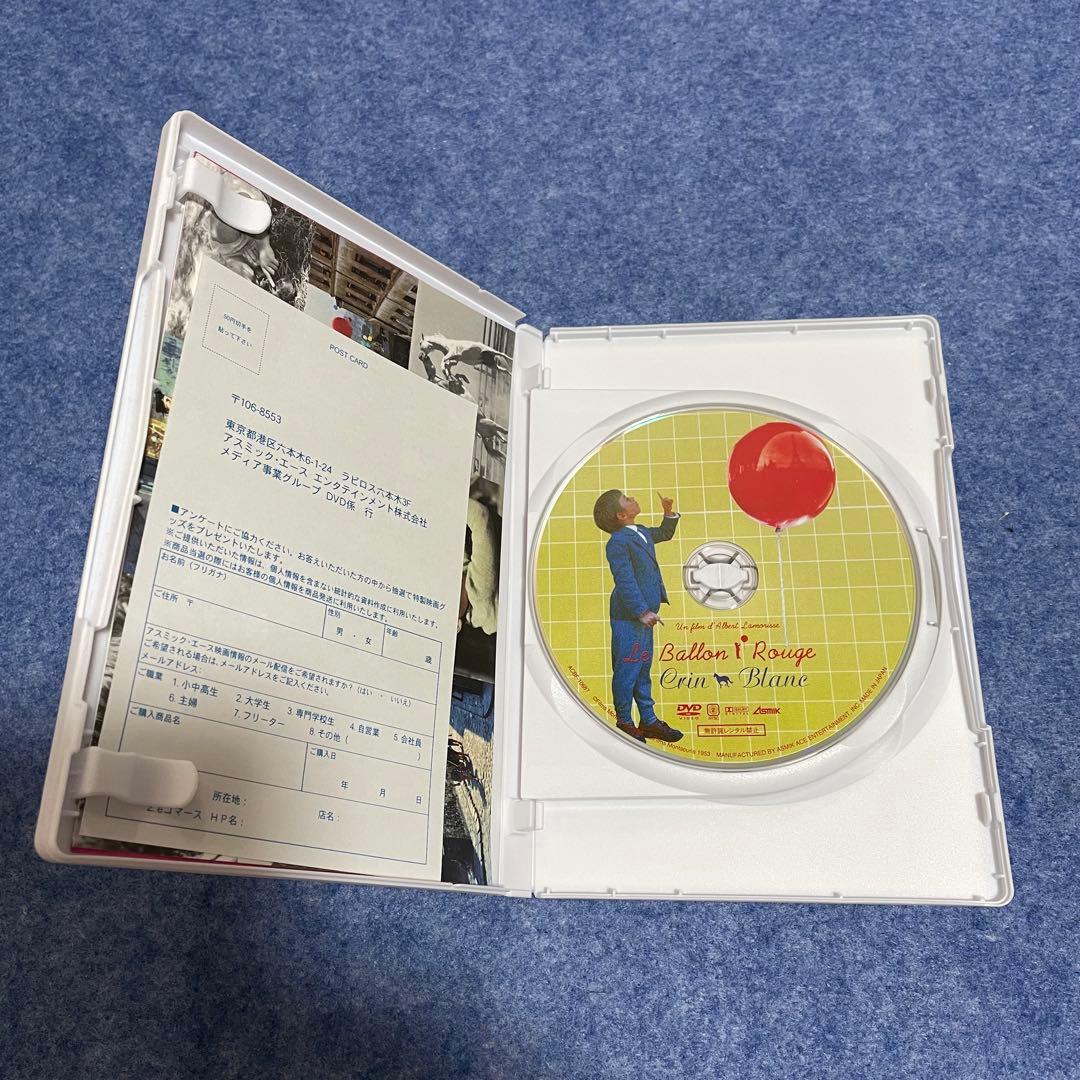 50円切手を
貼って下さい
POST CARD
〒106-8553
東京都港区六本木6-1-24 ラピロス六本木3F
アスミック・エース エンタテインメント株式会社
メディア事業グループ DVD係 行
■アンケートにご協力ください。お答えいただいた方の中から抽選で特製映画グ
ッズをプレゼントいたします。
※ご提供いただいた情報は、個人情報を含まない統計的な資料作成に利用いたします。
※商品当選の際にはお客様の個人情報を商品発送に利用いたします。
お名前(フリガナ)
性別
年齢
男・女
歳
ご住所 〒
アスミック・エース映画情報のメール配信をご希望されますか?(はい ・ いいえ)
ご希望される場合は、メールアドレスをご記入ください。
メールアドレス:
ご職業 1.小中高生 2.大学生 3.専門学校生 4.自営業 5.会社員
6.主婦 7.フリーター 8.その他( )
ご購入商品名
ご購入日
年 月 日
所在地: 店名:
2.eコマース HP名:
Un film d'Albert Lamorisse
Le Ballon Rouge
Crin Blanc
DVD
VIDEO
NTSC
DOLBY
DIGITAL
ASMIK
無許諾レンタル禁止
Montsouris 1953 MANUFACTURED BY ASMIK ACE ENTERTAINMENT, INC. MADE IN JAPAN